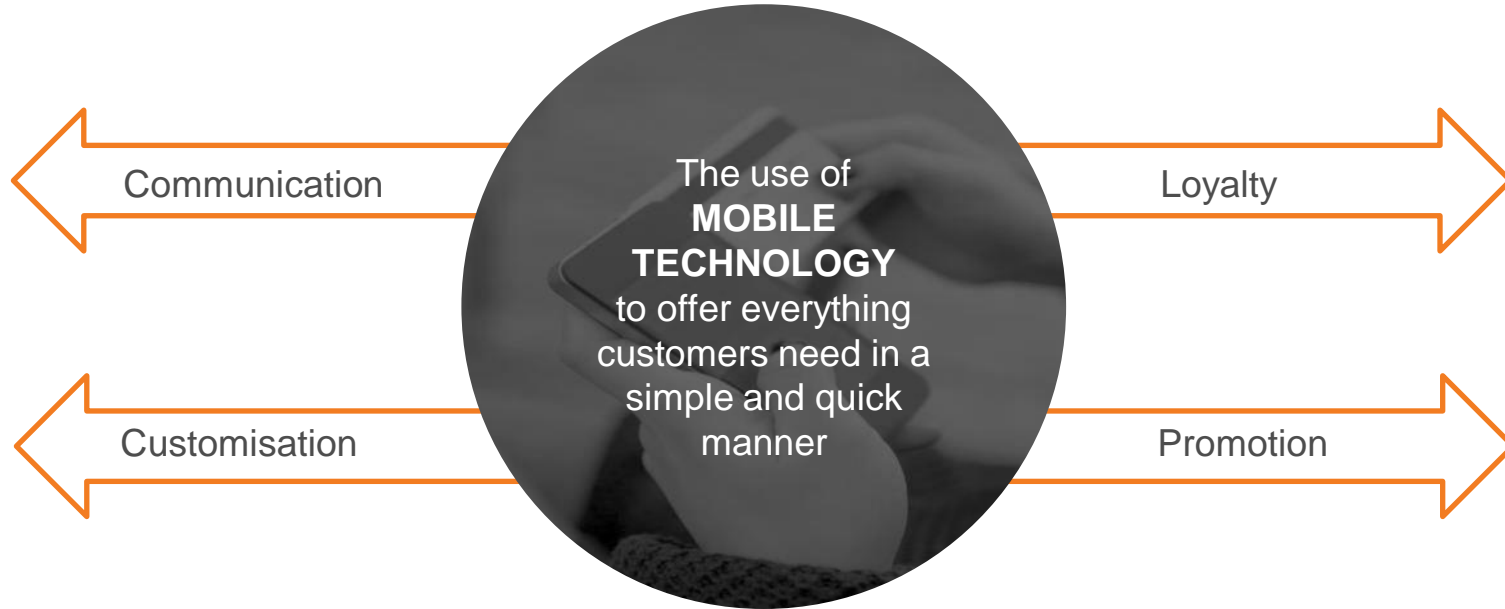 Communication
Customisation
The use of
MOBILE
TECHNOLOGY
to offer everything
customers need in a
simple and quick
manner
Loyalty
Promotion